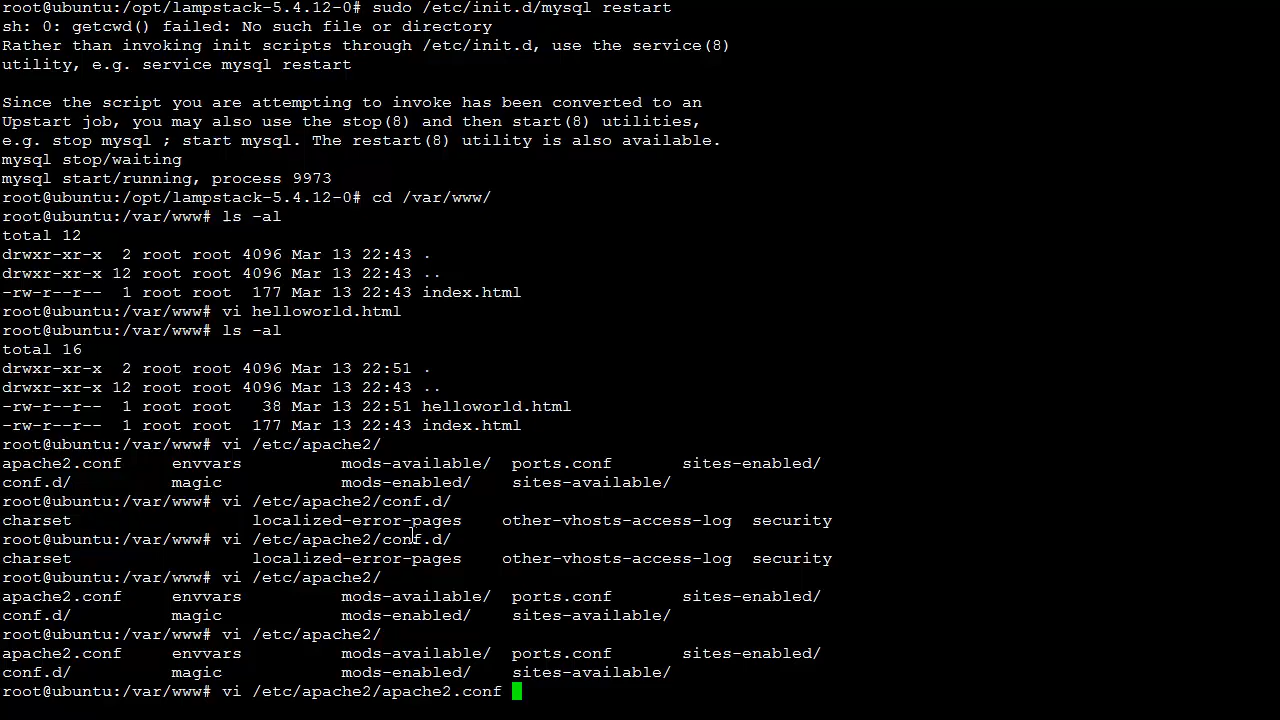 root@ubuntu:/opt/lampstack-5.4.12-0# sudo /etc/init.d/mysql restart
sh: 0: getcwd() failed: No such file or directory
Rather than invoking init scripts through /etc/init.d, use the service(8)
utility, e.g. service mysql restart

Since the script you are attempting to invoke has been converted to an
Upstart job, you may also use the stop(8) and then start(8) utilities,
e.g. stop mysql ; start mysql. The restart(8) utility is also available.
mysql stop/waiting
mysql start/running, process 9973
root@ubuntu:/opt/lampstack-5.4.12-0# cd /var/www/
root@ubuntu:/var/www# ls -al
total 12
drwxr-xr-x  2 root root 4096 Mar 13 22:43 .
drwxr-xr-x 12 root root 4096 Mar 13 22:43 ..
-rw-r--r--  1 root root  177 Mar 13 22:43 index.html
root@ubuntu:/var/www# vi helloworld.html
root@ubuntu:/var/www# ls -al
total 16
drwxr-xr-x  2 root root 4096 Mar 13 22:51 .
drwxr-xr-x 12 root root 4096 Mar 13 22:43 ..
-rw-r--r--  1 root root   38 Mar 13 22:51 helloworld.html
-rw-r--r--  1 root root  177 Mar 13 22:43 index.html
root@ubuntu:/var/www# vi /etc/apache2/
apache2.conf     envvars          mods-available/  ports.conf       sites-enabled/
conf.d/          magic            mods-enabled/    sites-available/
root@ubuntu:/var/www# vi /etc/apache2/conf.d/
charset                  localized-error-pages    other-vhosts-access-log  security
root@ubuntu:/var/www# vi /etc/apache2/conf.d/
charset                  localized-error-pages    other-vhosts-access-log  security
root@ubuntu:/var/www# vi /etc/apache2/
apache2.conf     envvars          mods-available/  ports.conf       sites-enabled/
conf.d/          magic            mods-enabled/    sites-available/
root@ubuntu:/var/www# vi /etc/apache2/
apache2.conf     envvars          mods-available/  ports.conf       sites-enabled/
conf.d/          magic            mods-enabled/    sites-available/
root@ubuntu:/var/www# vi /etc/apache2/apache2.conf